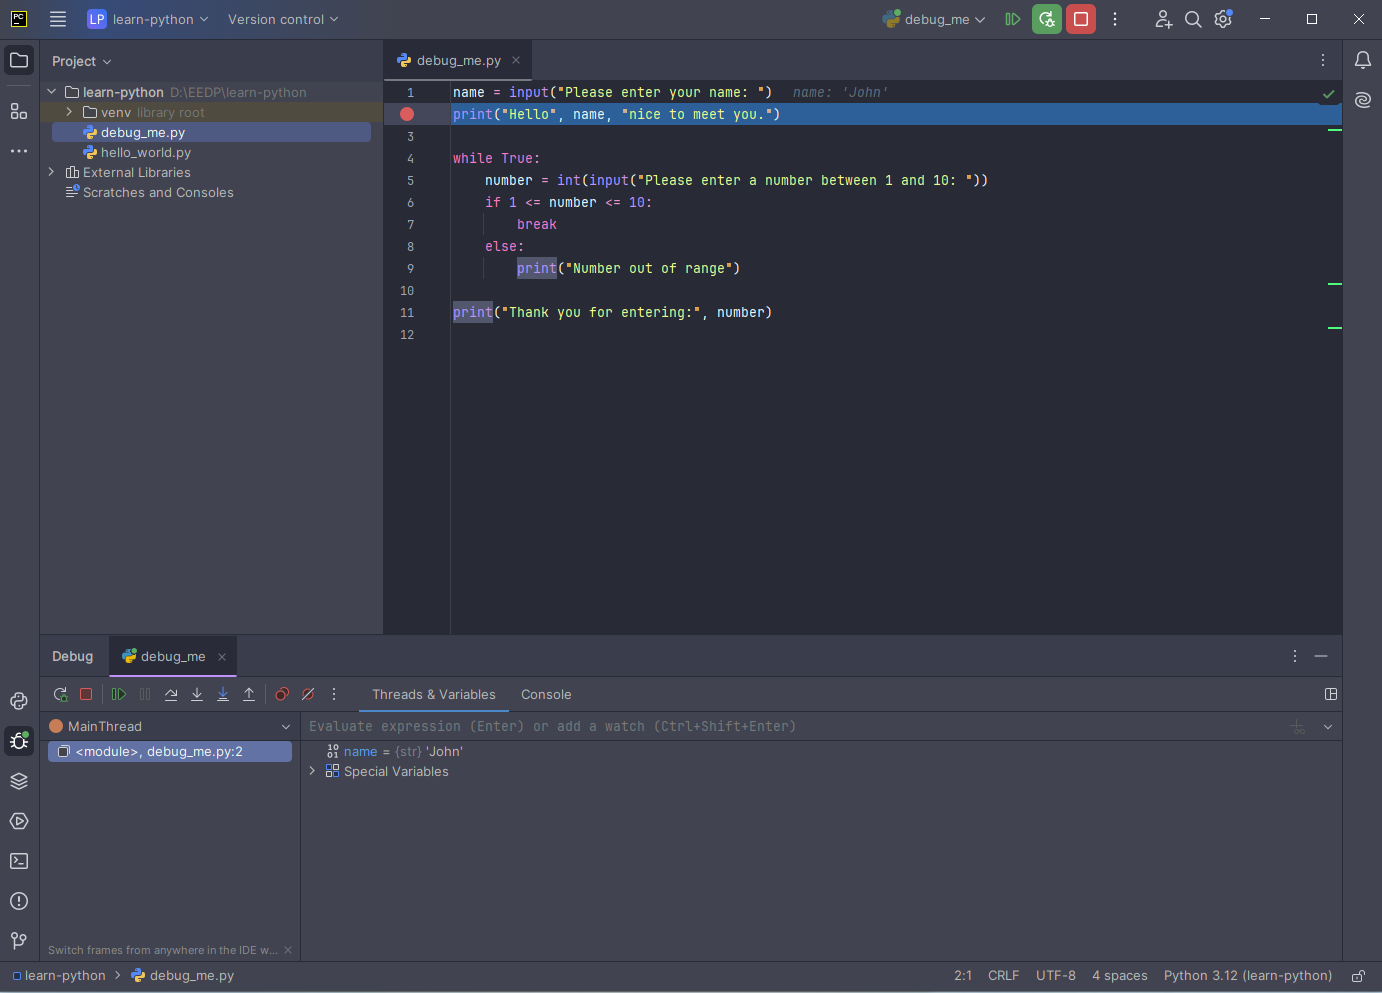 PC
LP learn-python Version control debug_me
Project
learn-python D:\EEDP\learn-python
venv library root
debug_me.py
hello_world.py
External Libraries
Scratches and Consoles
debug_me.py
1 name = input("Please enter your name: ") name: 'John'
print("Hello", name, "nice to meet you.")
3
4 while True:
5 number = int(input("Please enter a number between 1 and 10: "))
6 if 1 <= number <= 10:
7 break
8 else:
9 print("Number out of range")
10
11 print("Thank you for entering:", number)
12
Debug debug_me
Threads & Variables Console
MainThread
Evaluate expression (Enter) or add a watch (Ctrl+Shift+Enter)
<module>, debug_me.py:2
10
01 name = {str} 'John'
Special Variables
Switch frames from anywhere in the IDE w...
learn-python debug_me.py 2:1 CRLF UTF-8 4 spaces Python 3.12 (learn-python)